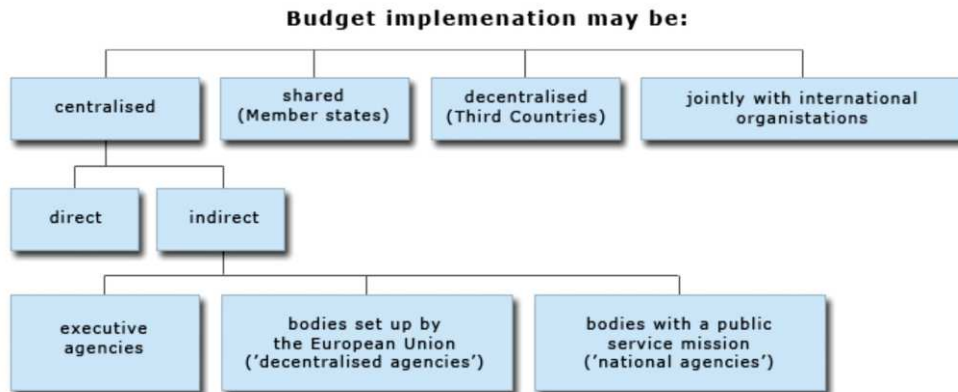 Budget implemenation may be:
centralised
shared
(Member states)
decentralised
(Third Countries)
jointly with international
organistations
direct
indirect
executive
agencies
bodies set up by
the European Union
('decentralised agencies')
bodies with a public
service mission
('national agencies')